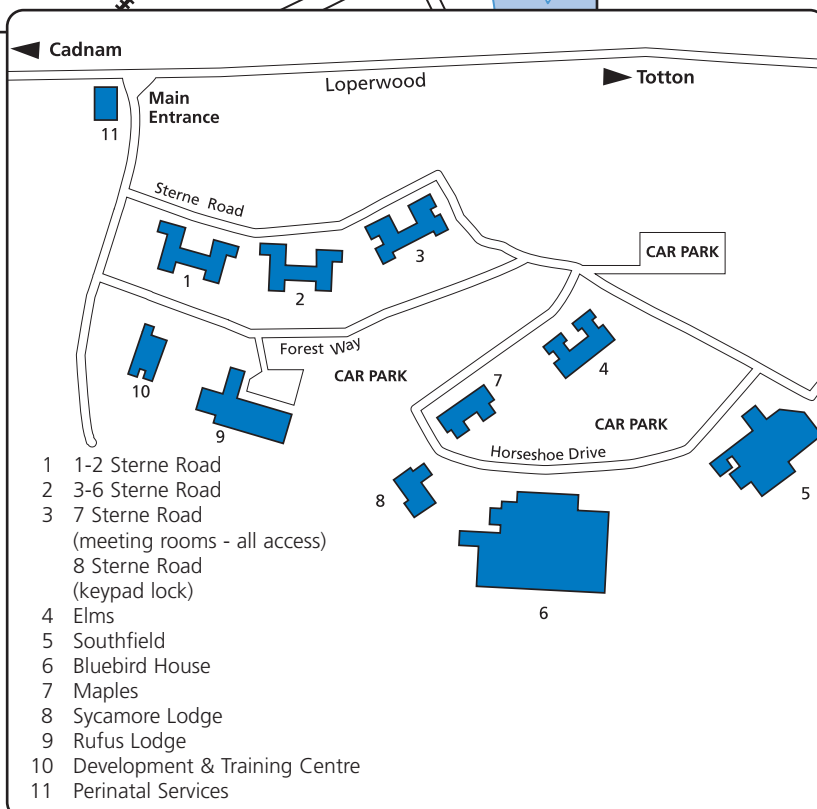 Cadnam
Loperwood
Totton
Main
Entrance
11
Sterne Road
3
CAR PARK
1
2
Forest Way
CAR PARK
7
4
10
CAR PARK
9
Horseshoe Drive
8
5
6
1 1-2 Sterne Road
2 3-6 Sterne Road
3 7 Sterne Road
(meeting rooms - all access)
8 Sterne Road
(keypad lock)
4 Elms
5 Southfield
6 Bluebird House
7 Maples
8 Sycamore Lodge
9 Rufus Lodge
10 Development & Training Centre
11 Perinatal Services